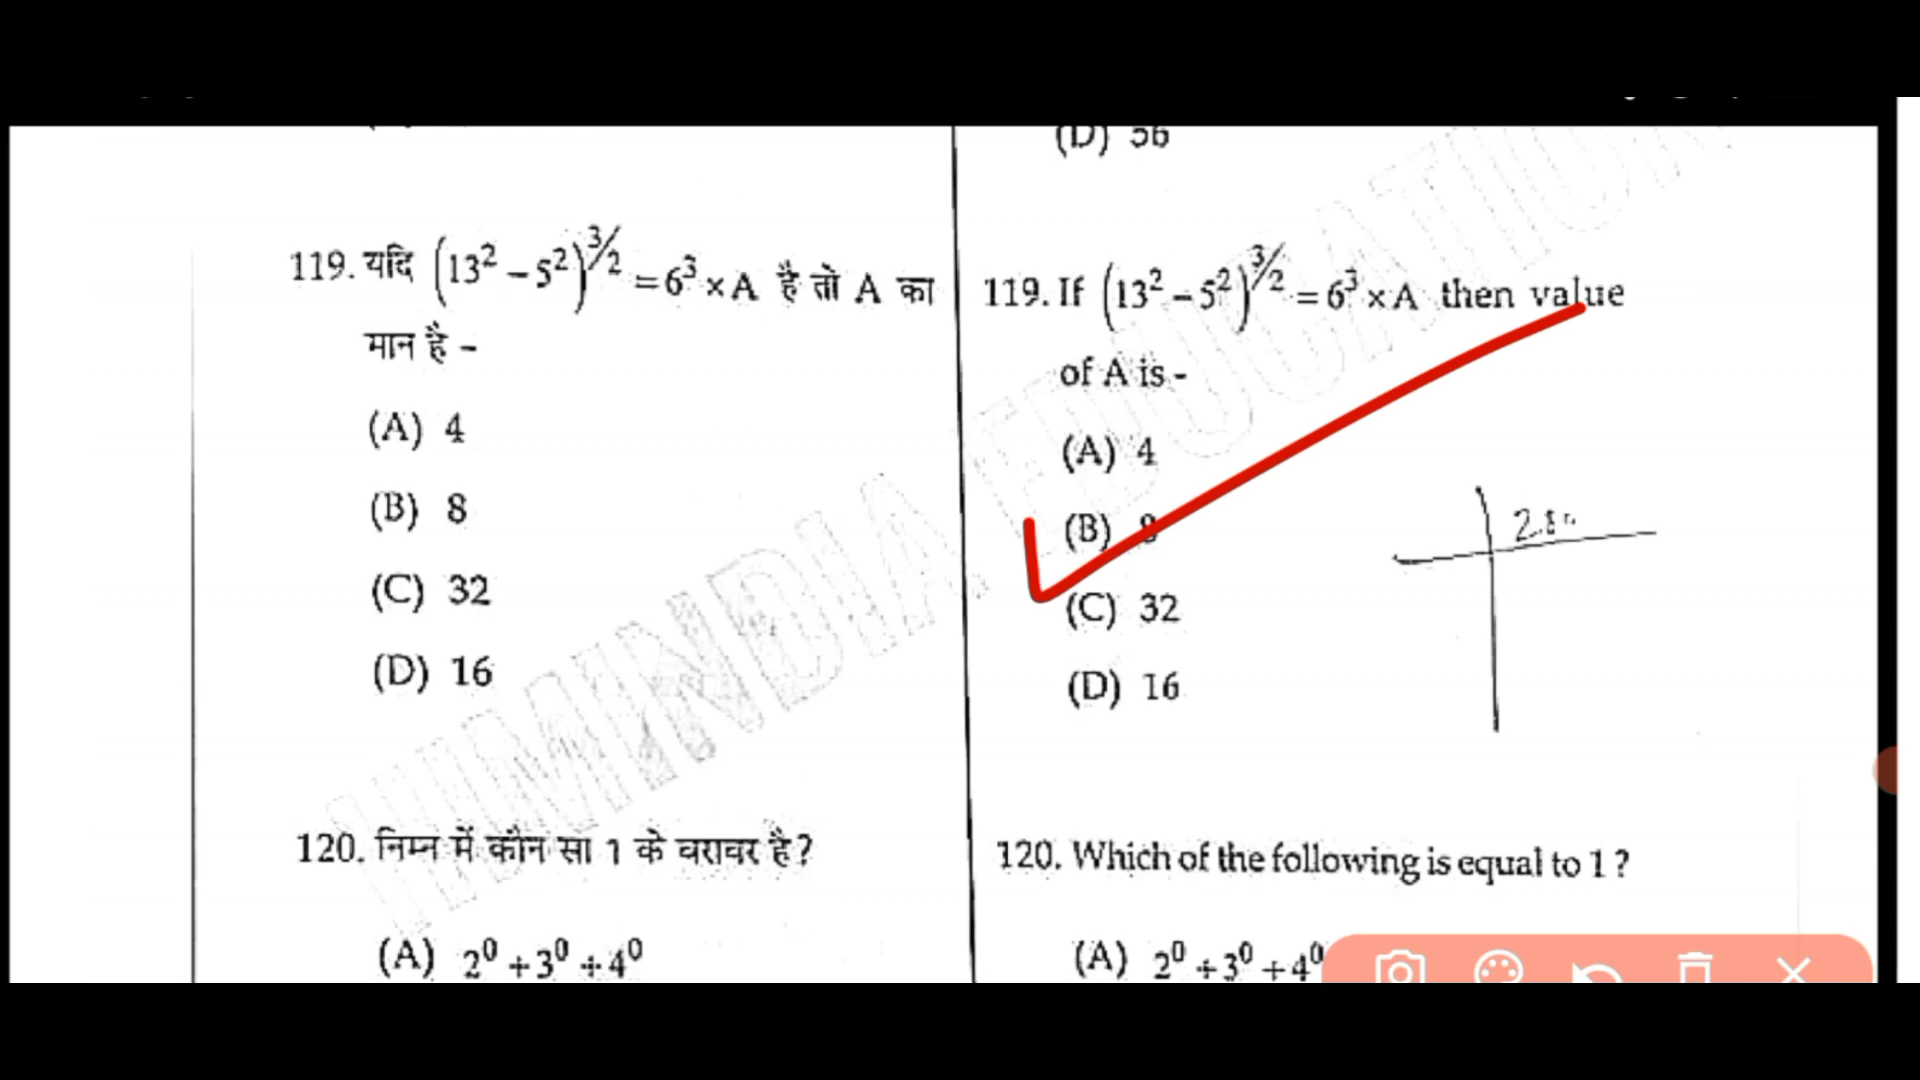 (D) 56
119. यदि (13² – 5²)^3/2 = 6³ × A है तो A का
मान है –
(A) 4
(B) 8
(C) 32
(D) 16
120. निम्न में कौन सा 1 के बराबर है?
(A) 2⁰ + 3⁰ + 4⁰
119. If (13² – 5²)^3/2 = 6³ × A then value
of A is -
(A) 4
(B) 8
(C) 32
(D) 16
120. Which of the following is equal to 1 ?
(A) 2⁰ + 3⁰ + 4⁰
HIMINDIA EDUCATION